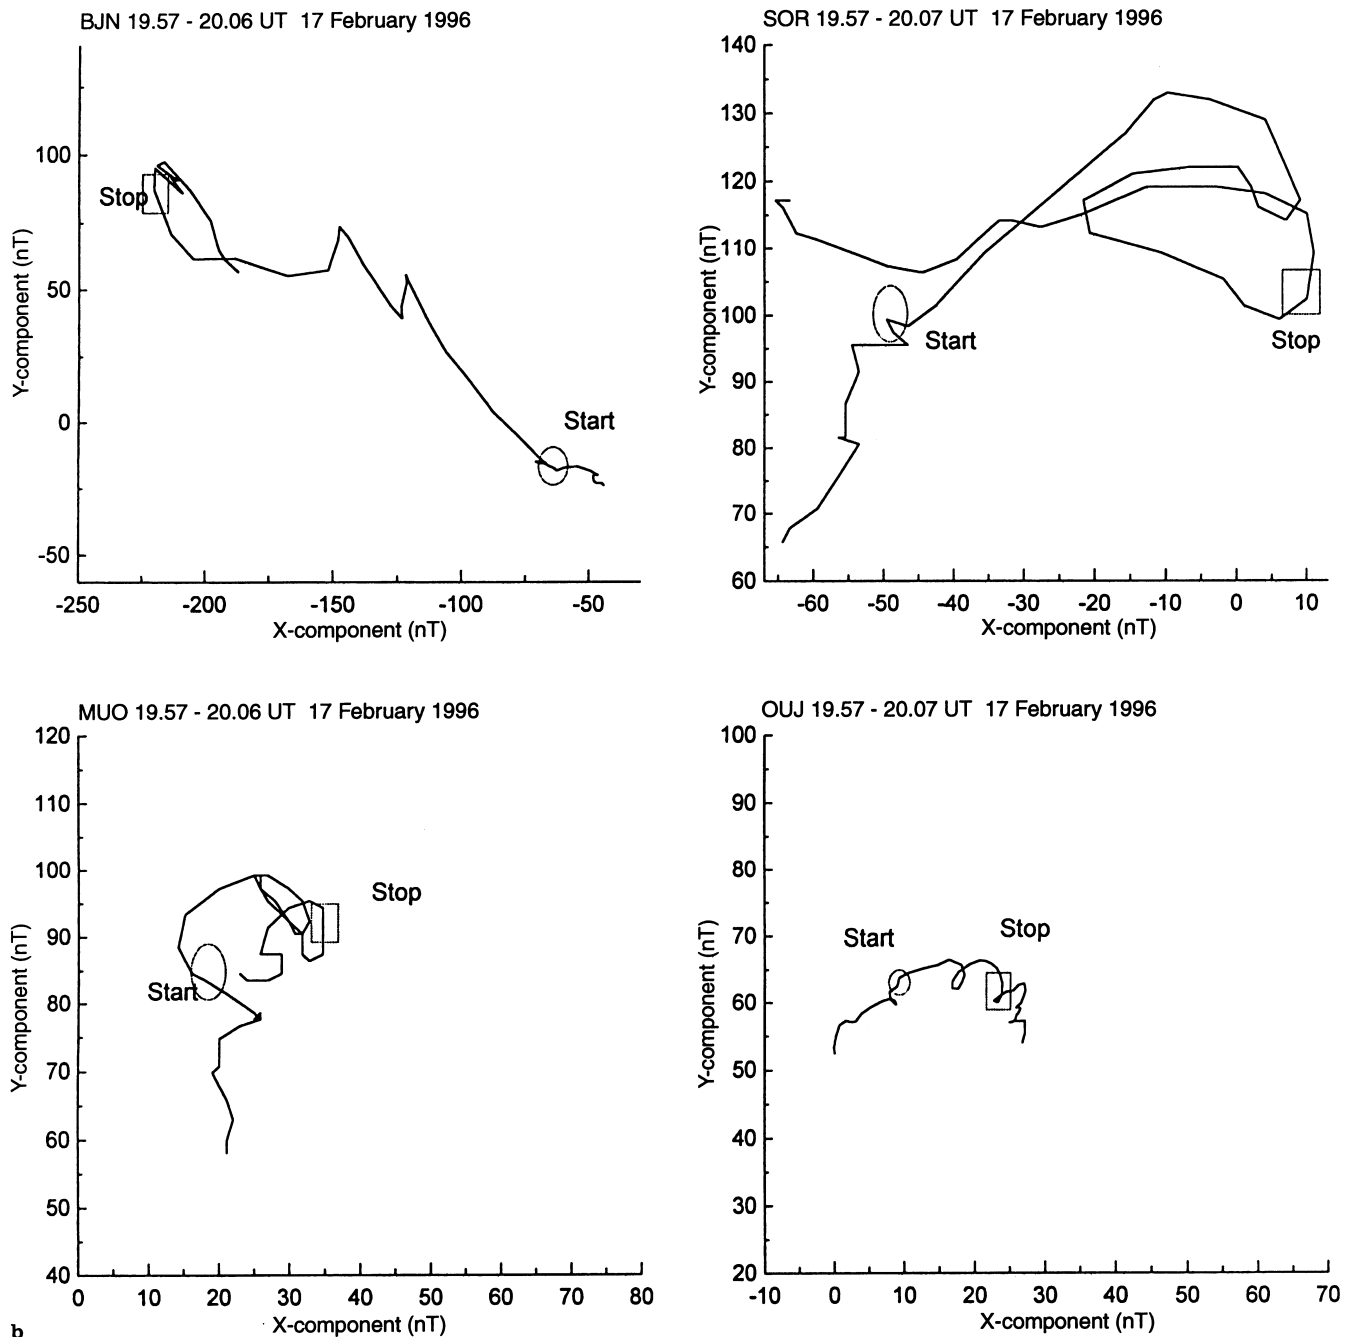 BJN 19.57 - 20.06 UT 17 February 1996
100
50
0
-50
Y-component (nT)
Stop
Start
-250 -200 -150 -100 -50
X-component (nT)
SOR 19.57 - 20.07 UT 17 February 1996
140
130
120
110
100
90
80
70
60
Y-component (nT)
Start
Stop
-60 -50 -40 -30 -20 -10 0 10
X-component (nT)
MUO 19.57 - 20.06 UT 17 February 1996
120
110
100
90
80
70
60
50
40
Y-component (nT)
Stop
Start
0 10 20 30 40 50 60 70 80
X-component (nT)
OUJ 19.57 - 20.07 UT 17 February 1996
100
90
80
70
60
50
40
30
20
Y-component (nT)
Start
Stop
-10 0 10 20 30 40 50 60 70
X-component (nT)
b